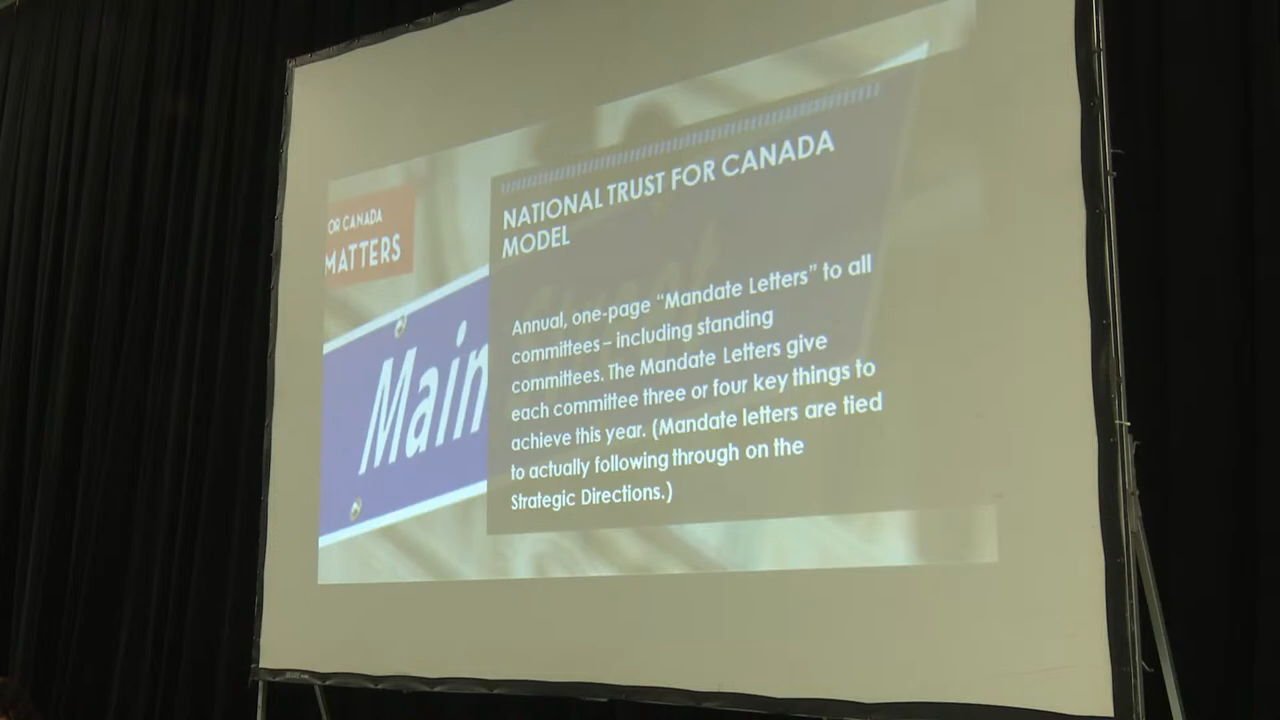 OR CANADA
MATTERS
Main
NATIONAL TRUST FOR CANADA
MODEL
Annual, one-page “Mandate Letters” to all
committees – including standing
committees. The Mandate Letters give
each committee three or four key things to
achieve this year. (Mandate letters are tied
to actually following through on the
Strategic Directions.)